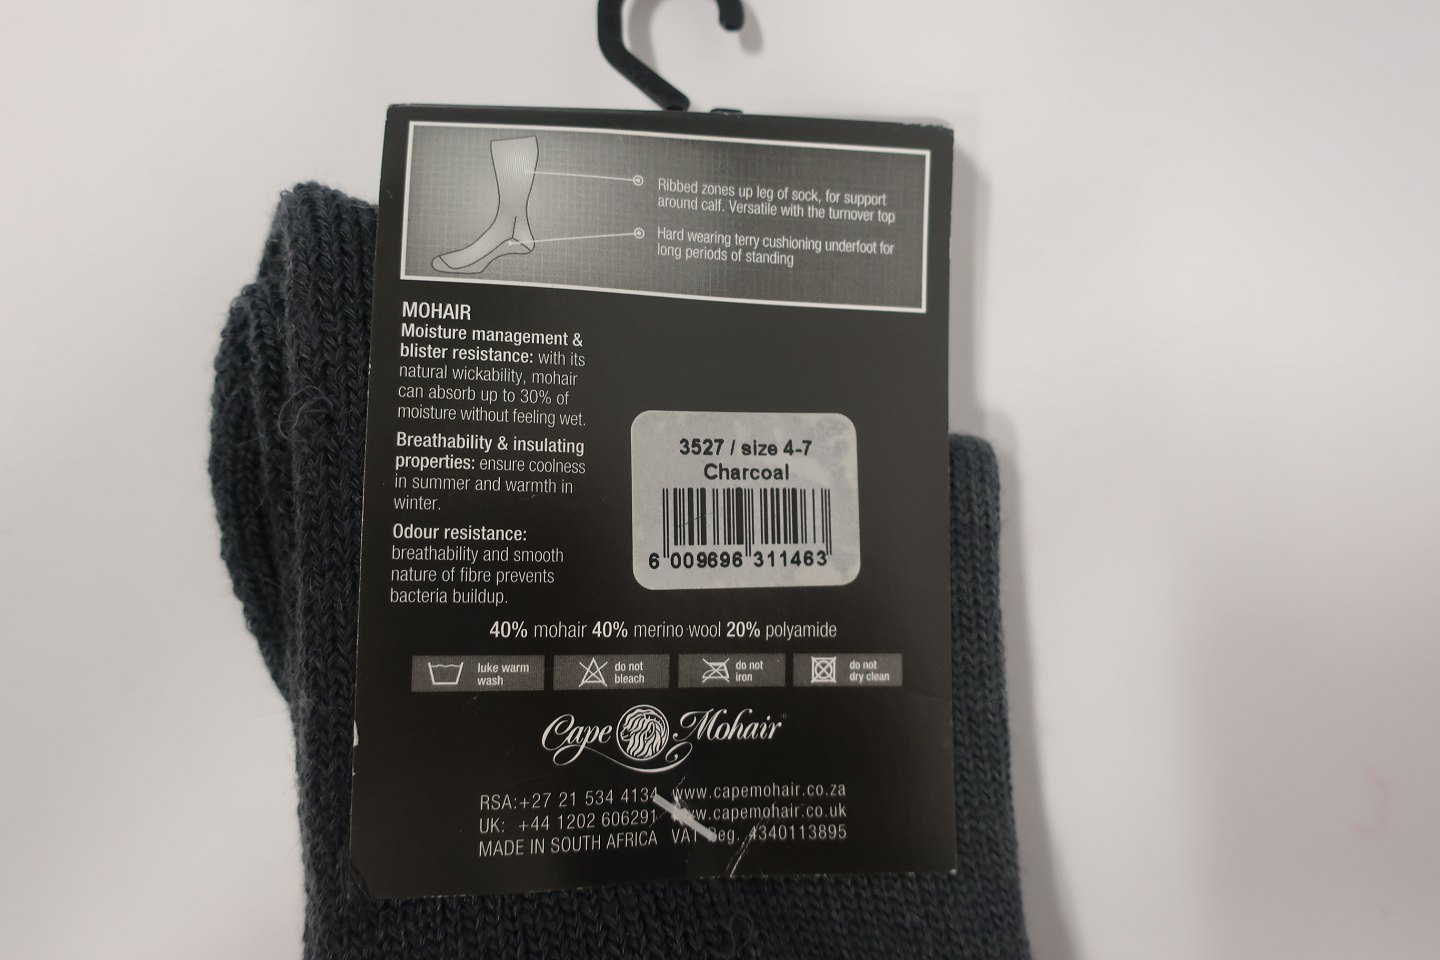 Ribbed zones up leg of sock, for support
around calf. Versatile with the turnover top
Hard wearing terry cushioning underfoot for
long periods of standing
MOHAIR
Moisture management &
blister resistance: with its
natural wickability, mohair
can absorb up to 30% of
moisture without feeling wet.
Breathability & insulating
properties: ensure coolness
in summer and warmth in
winter.
Odour resistance:
breathability and smooth
nature of fibre prevents
bacteria buildup.
3527 / size 4-7
Charcoal
6 009696 311463
40% mohair 40% merino wool 20% polyamide
luke warm
wash
do not
bleach
do not
iron
do not
dry clean
Cape Mohair
RSA:+27 21 534 4134 www.capemohair.co.za
UK: +44 1202 606291 www.capemohair.co.uk
MADE IN SOUTH AFRICA VAT Reg. 4340113895